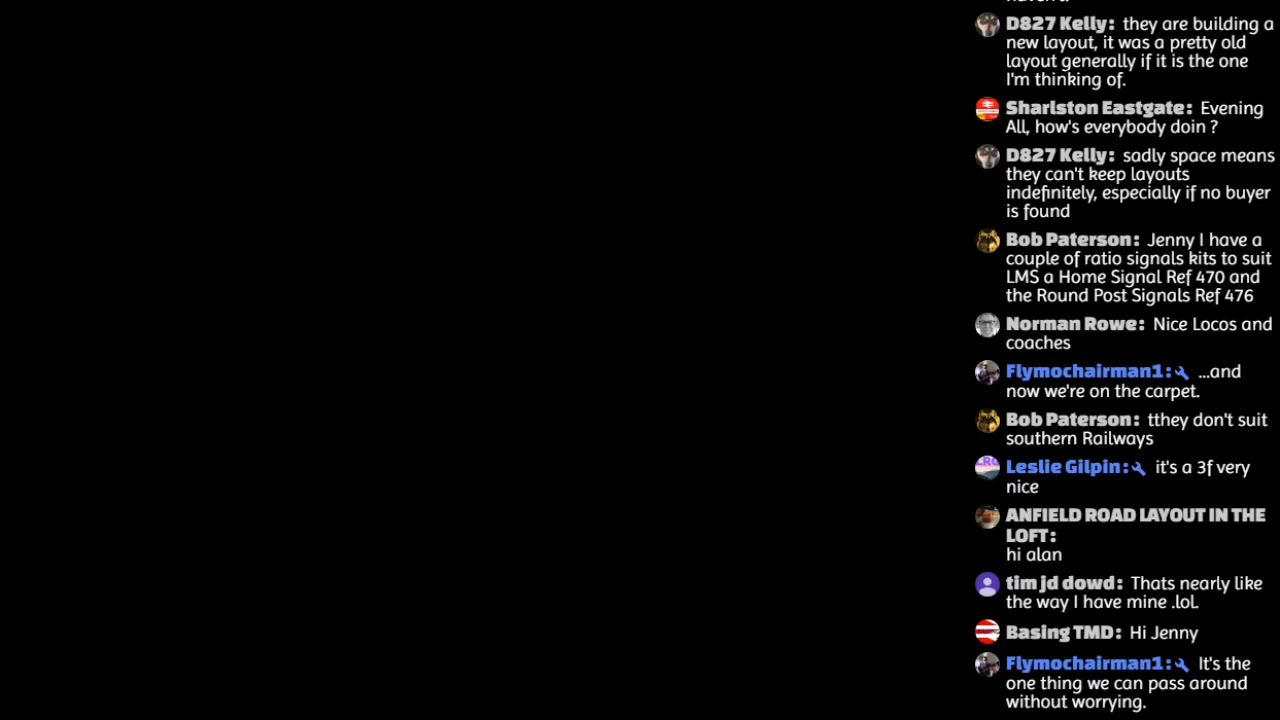 D827 Kelly: they are building a
new layout, it was a pretty old
layout generally if it is the one
I'm thinking of.
Sharlston Eastgate: Evening
All, how's everybody doin ?
D827 Kelly: sadly space means
they can't keep layouts
indefinitely, especially if no buyer
is found
Bob Paterson: Jenny I have a
couple of ratio signals kits to suit
LMS a Home Signal Ref 470 and
the Round Post Signals Ref 476
Norman Rowe: Nice Locos and
coaches
Flymochairman1: ...and
now we're on the carpet.
Bob Paterson: tthey don't suit
southern Railways
Leslie Gilpin: it's a 3f very
nice
ANFIELD ROAD LAYOUT IN THE
LOFT:
hi alan
tim jd dowd: Thats nearly like
the way I have mine .lol.
Basing TMD: Hi Jenny
Flymochairman1: It's the
one thing we can pass around
without worrying.